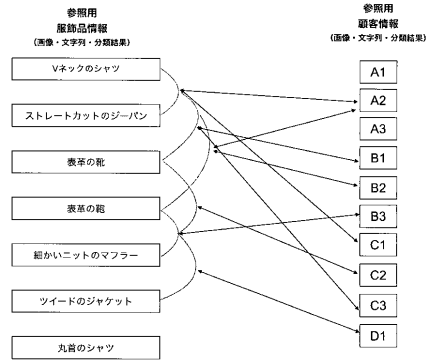 参照用
服飾品情報
(画像・文字列・分類結果)
Vネックのシャツ
ストレートカットのジーパン
表革の靴
表革の鞄
細かいニットのマフラー
ツイードのジャケット
丸首のシャツ
参照用
顧客情報
(画像・文字列・分類結果)
A1
A2
A3
B1
B2
B3
C1
C2
C3
D1